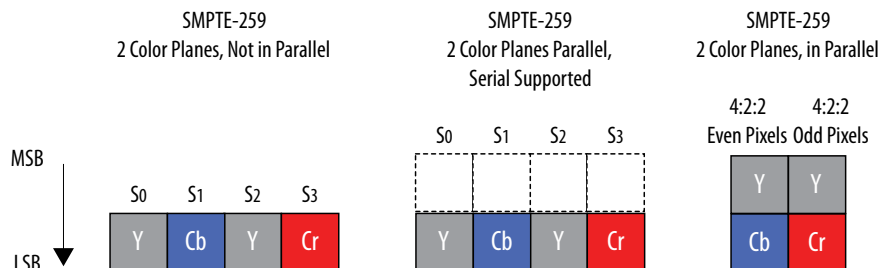 SMPTE-259
2 Color Planes, Not in Parallel
SMPTE-259
2 Color Planes Parallel,
Serial Supported
SMPTE-259
2 Color Planes, in Parallel
4:2:2 4:2:2
Even Pixels Odd Pixels
MSB
S0 S1 S2 S3
S0 S1 S2 S3
Y Y
Y Cb Y Cr
Y Cb Y Cr
Cb Cr
LSB